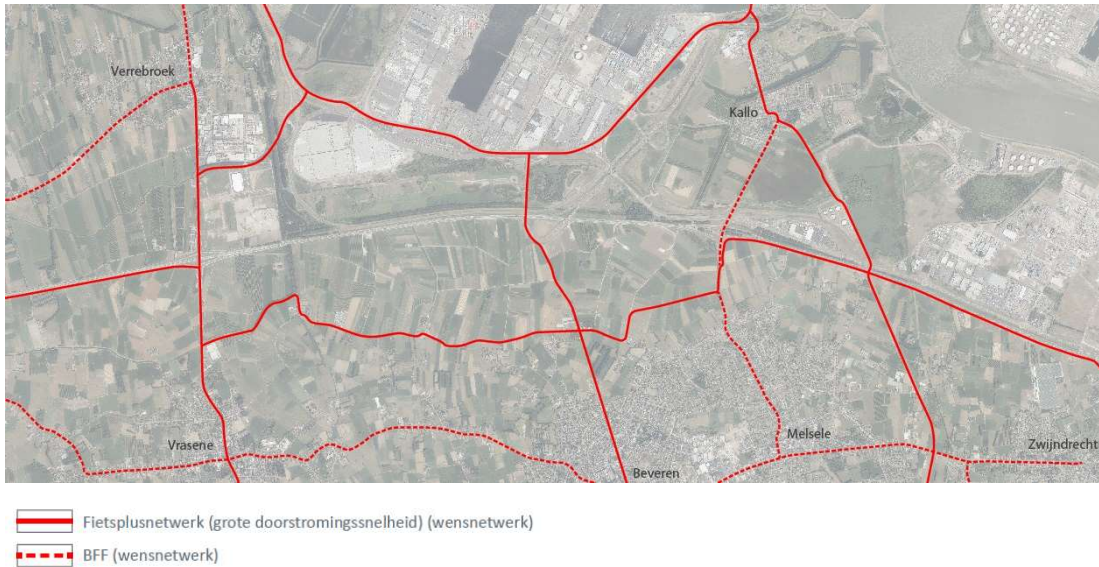 Verrebroek
Kallo
Vrasene
Melsele
Zwijndrecht
Beveren
Fietsplusnetwerk (grote doorstromingssnelheid) (wensnetwerk)
BFF (wensnetwerk)